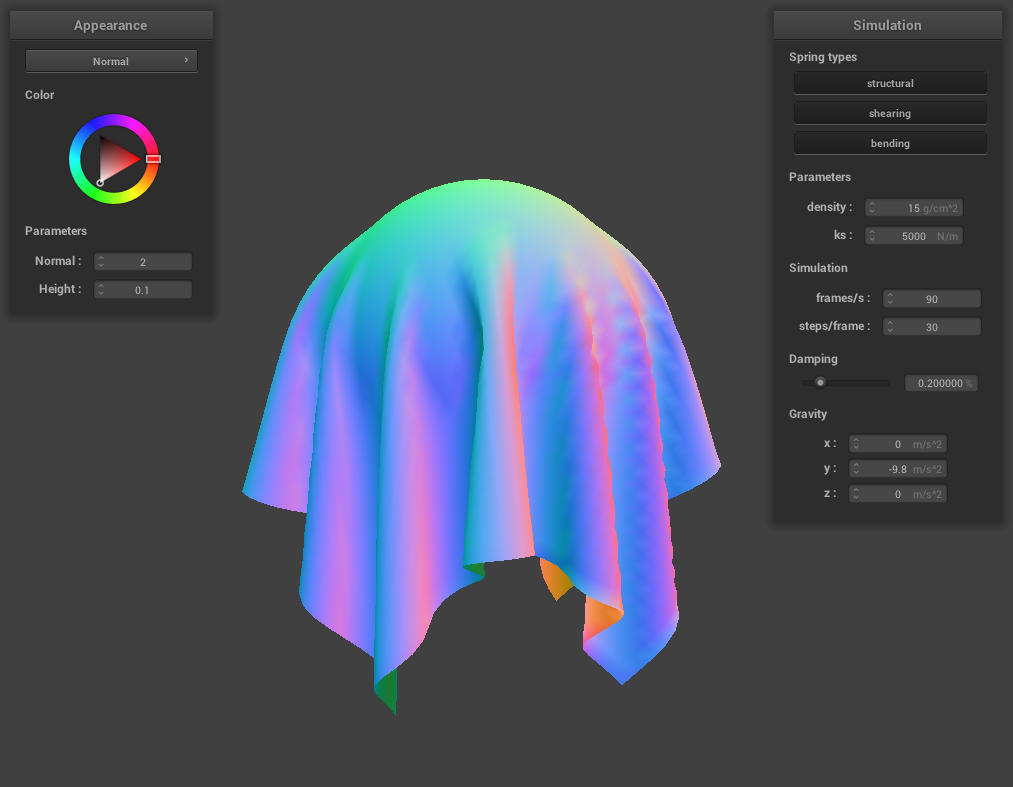 Appearance
Normal
Color
Parameters
Normal : 2
Height : 0.1
Simulation
Spring types
structural
shearing
bending
Parameters
density : 15 g/cm^2
ks : 5000 N/m
Simulation
frames/s : 90
steps/frame : 30
Damping
0.200000 %
Gravity
x : 0 m/s^2
y : -9.8 m/s^2
z : 0 m/s^2